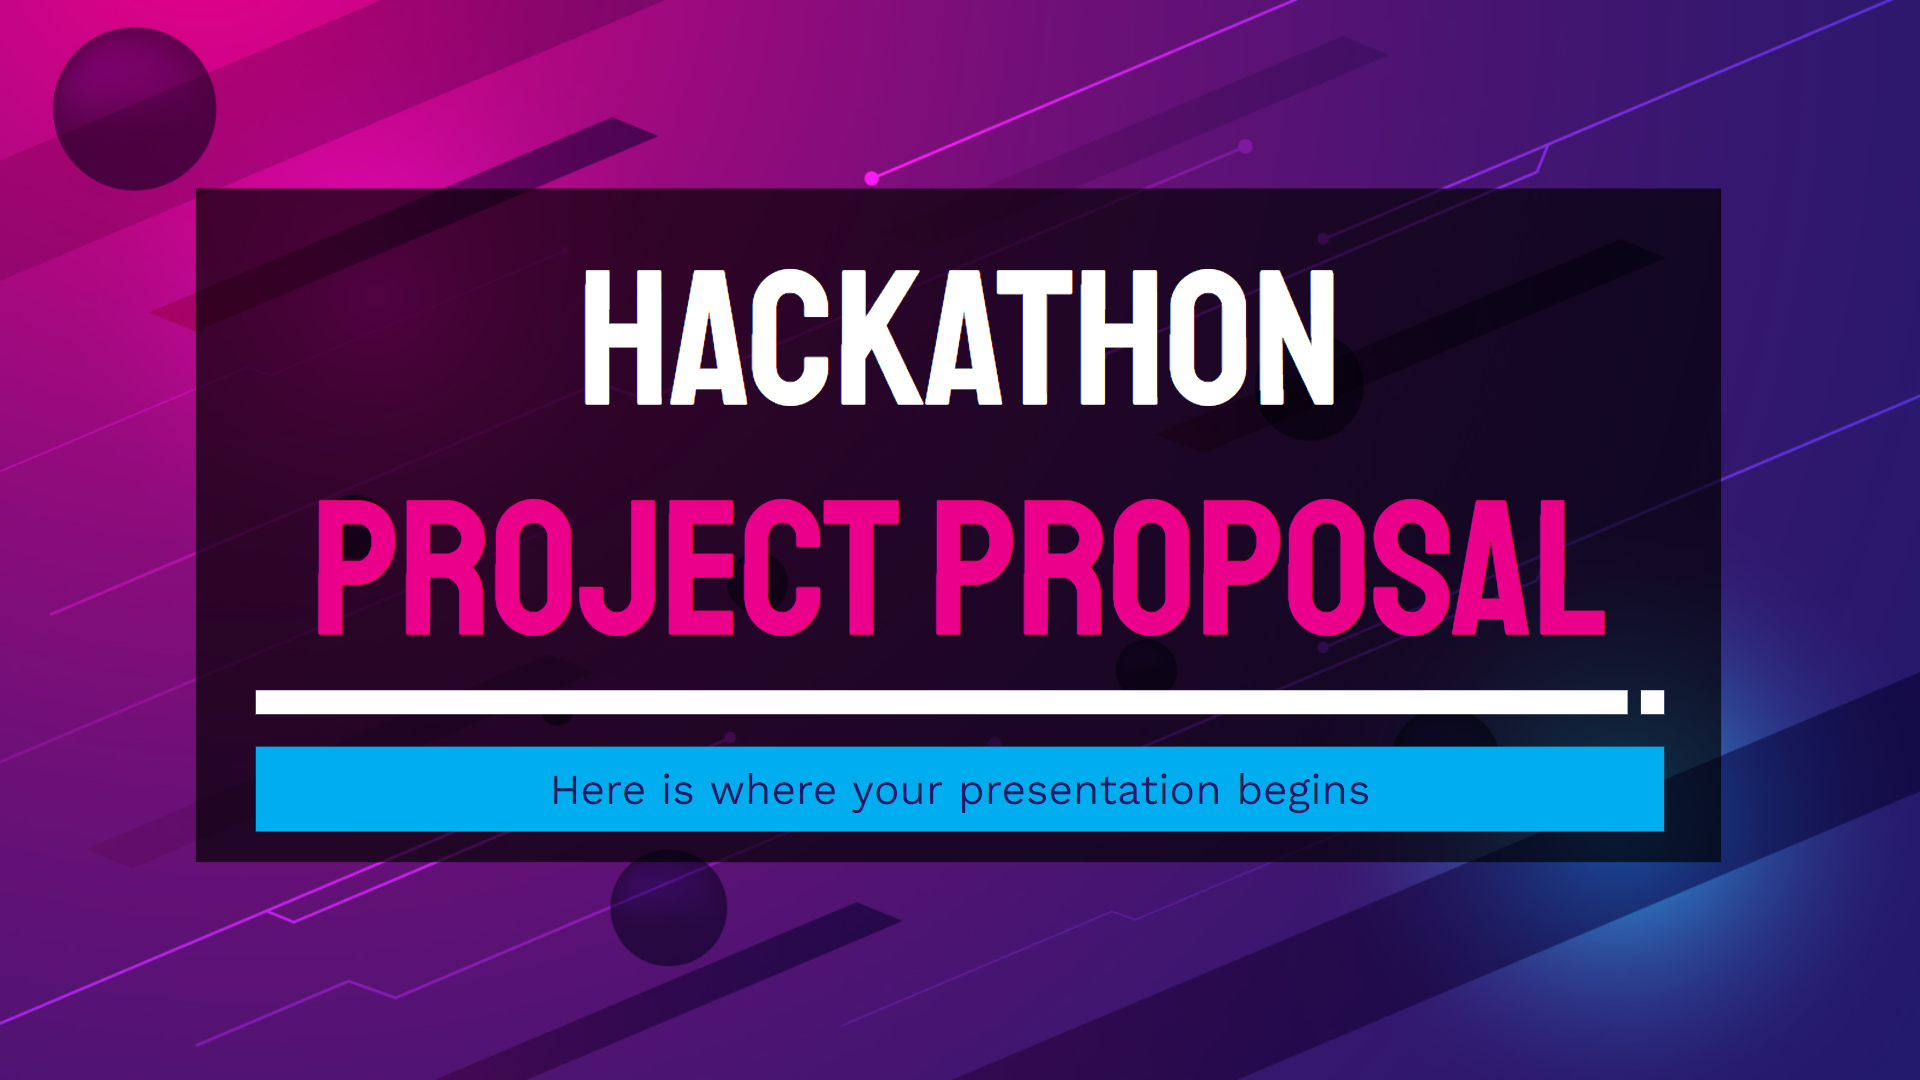 HACKATHON
PROJECT PROPOSAL
Here is where your presentation begins